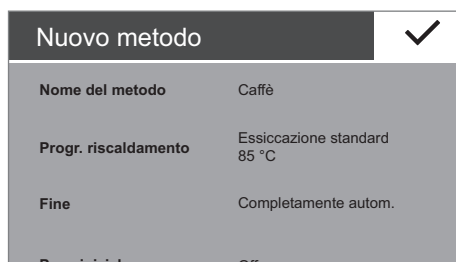 Nuovo metodo
Nome del metodo Caffè
Progr. riscaldamento Essiccazione standard
85 °C
Fine Completamente autom.